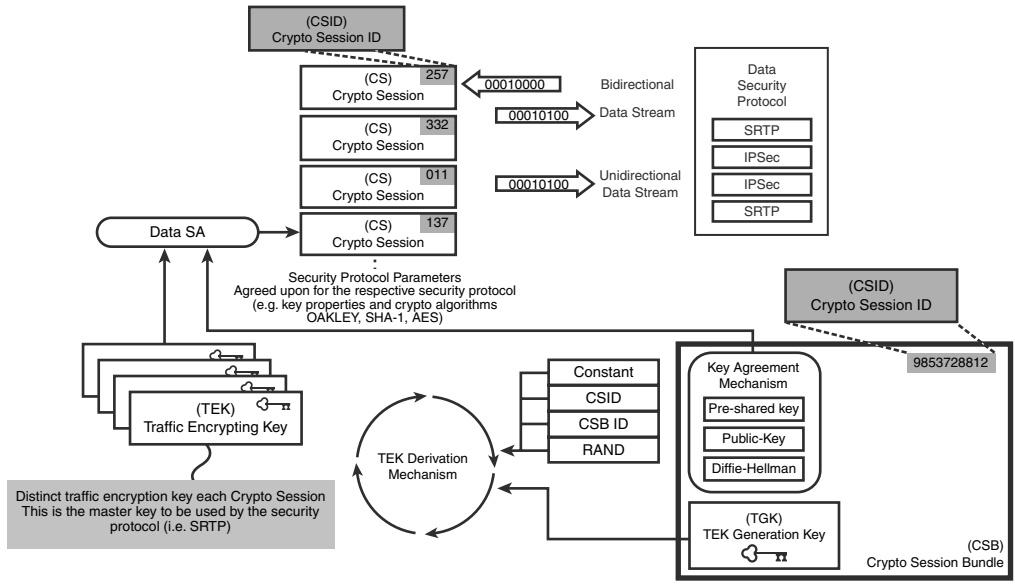 (CSID)
Crypto Session ID
(CS)
257
Crypto Session
00010000
Bidirectional
00010100
Data Stream
(CS)
332
Crypto Session
(CS)
011
Crypto Session
00010100
Unidirectional
Data Stream
(CS)
137
Crypto Session
Data
Security
Protocol
SRTP
IPSec
IPSec
SRTP
Data SA
Security Protocol Parameters
Agreed upon for the respective security protocol
(e.g. key properties and crypto algorithms
OAKLEY, SHA-1, AES)
(CSID)
Crypto Session ID
9853728812
Key Agreement
Mechanism
Pre-shared key
Public-Key
Diffie-Hellman
(TGK)
TEK Generation Key
(CSB)
Crypto Session Bundle
Constant
CSID
CSB ID
RAND
TEK Derivation
Mechanism
(TEK)
Traffic Encrypting Key
Distinct traffic encryption key each Crypto Session
This is the master key to be used by the security
protocol (i.e. SRTP)